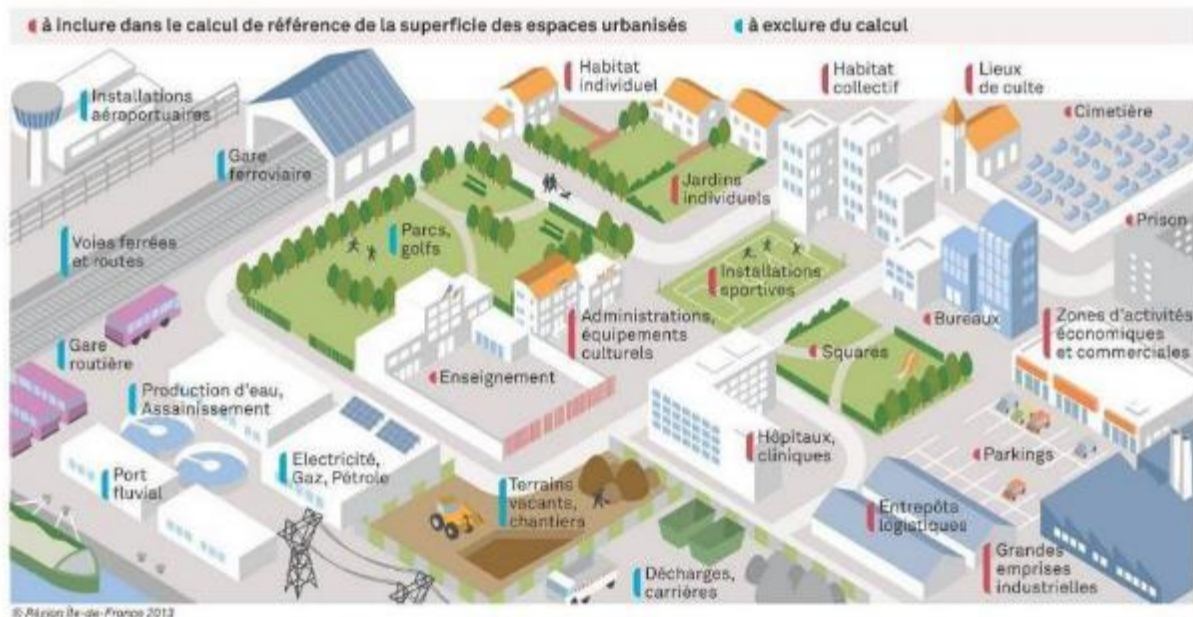 à inclure dans le calcul de référence de la superficie des espaces urbanisés
à exclure du calcul
Installations
aéroportuaires
Gare
ferroviaire
Voies ferrées
et routes
Gare
routière
Production d'eau,
Assainissement
Port
fluvial
Electricité,
Gaz, Pétrole
Parcs,
golfs
Enseignement
Administrations,
équipements
culturels
Terrains
vacants,
chantiers
Décharges,
carrières
Habitat
individuel
Jardins
individuels
Installations
sportives
Squares
Hôpitaux,
cliniques
Habitat
collectif
Lieux
de culte
Cimetière
Prison
Bureaux
Zones d'activités
économiques
et commerciales
Parkings
Entrepôts
logistiques
Grandes
emprises
industrielles
© Région Île-de-France 2013